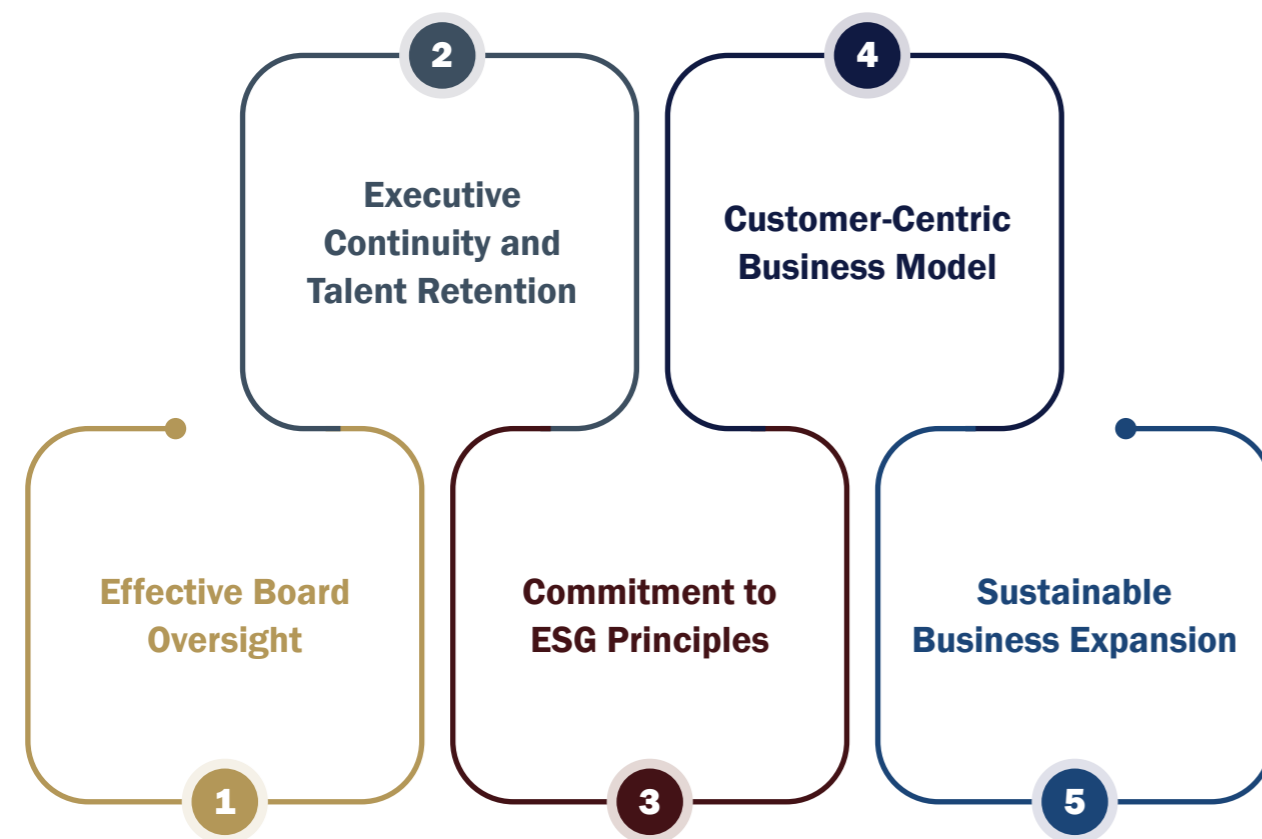 1
Effective Board
Oversight
2
Executive
Continuity and
Talent Retention
3
Commitment to
ESG Principles
4
Customer-Centric
Business Model
5
Sustainable
Business Expansion